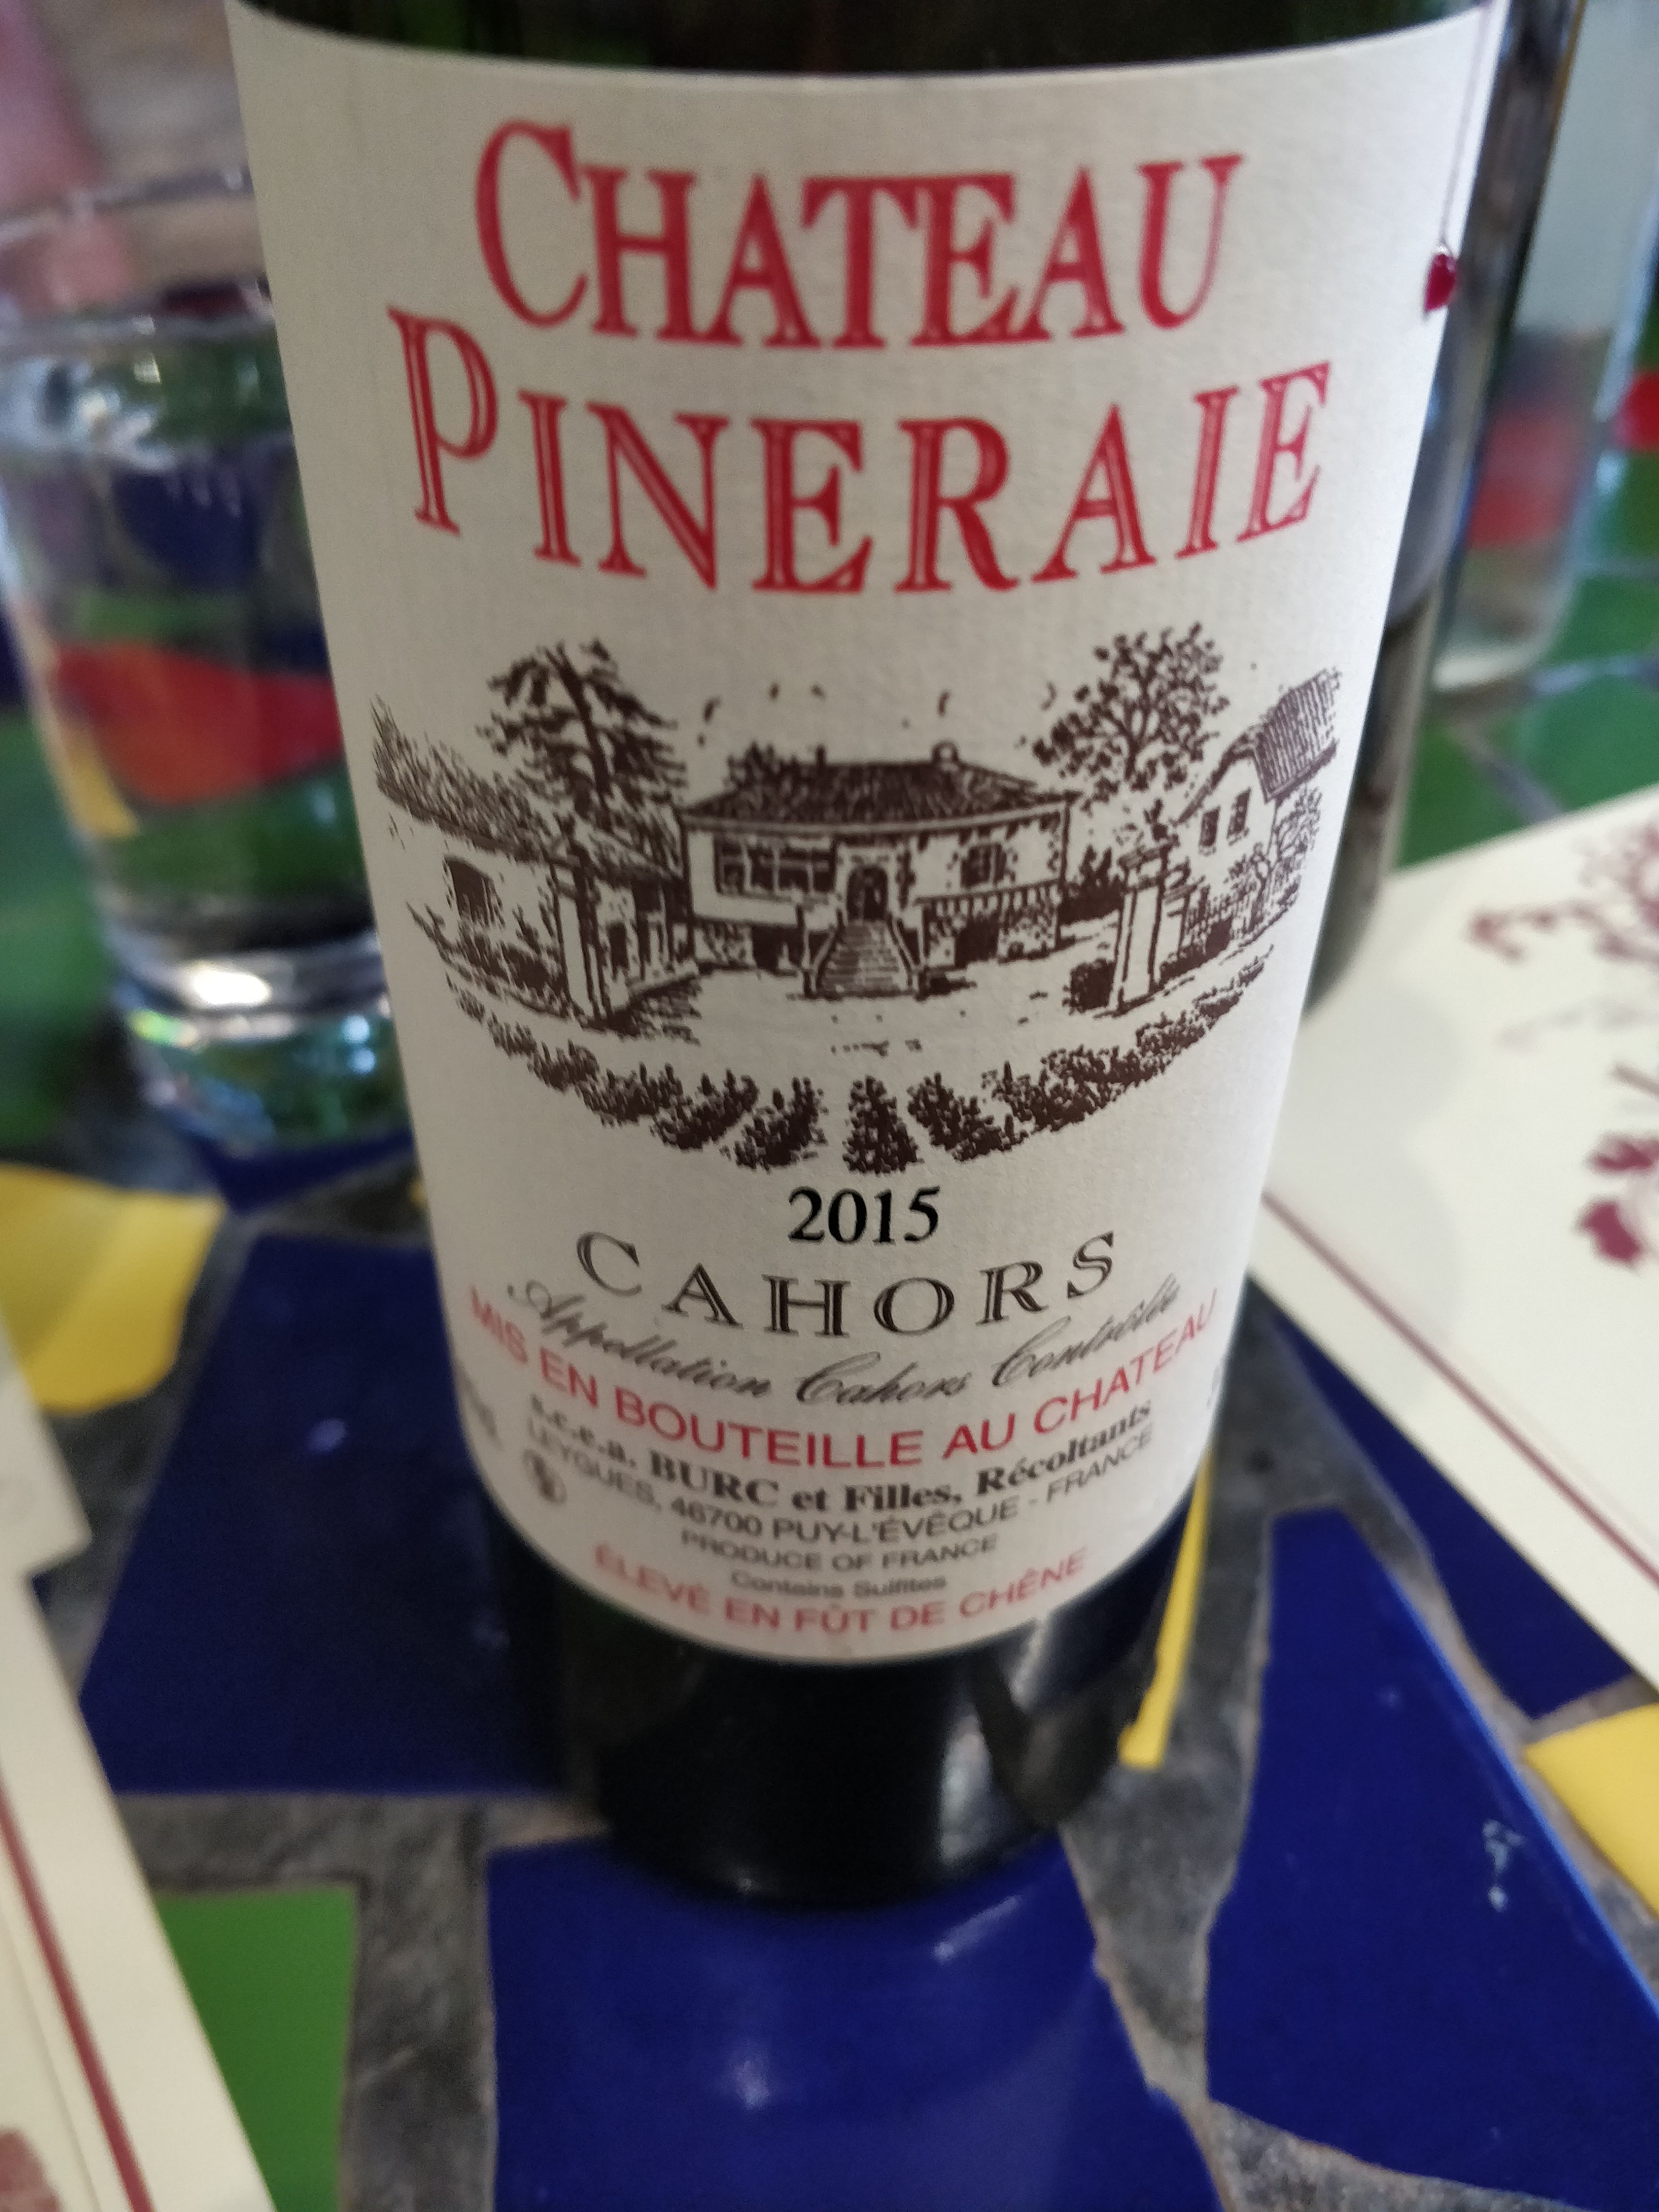 CHATEAU
PINERAIE
2015
CAHORS
Appellation Cahors Contrôlée
MIS EN BOUTEILLE AU CHATEAU
s.c.e.a. BURC et Filles, Récoltants
LEYGUES, 46700 PUY-L'ÉVÊQUE - FRANCE
PRODUCE OF FRANCE
Contains Sulfites
ÉLEVÉ EN FÛT DE CHÊNE